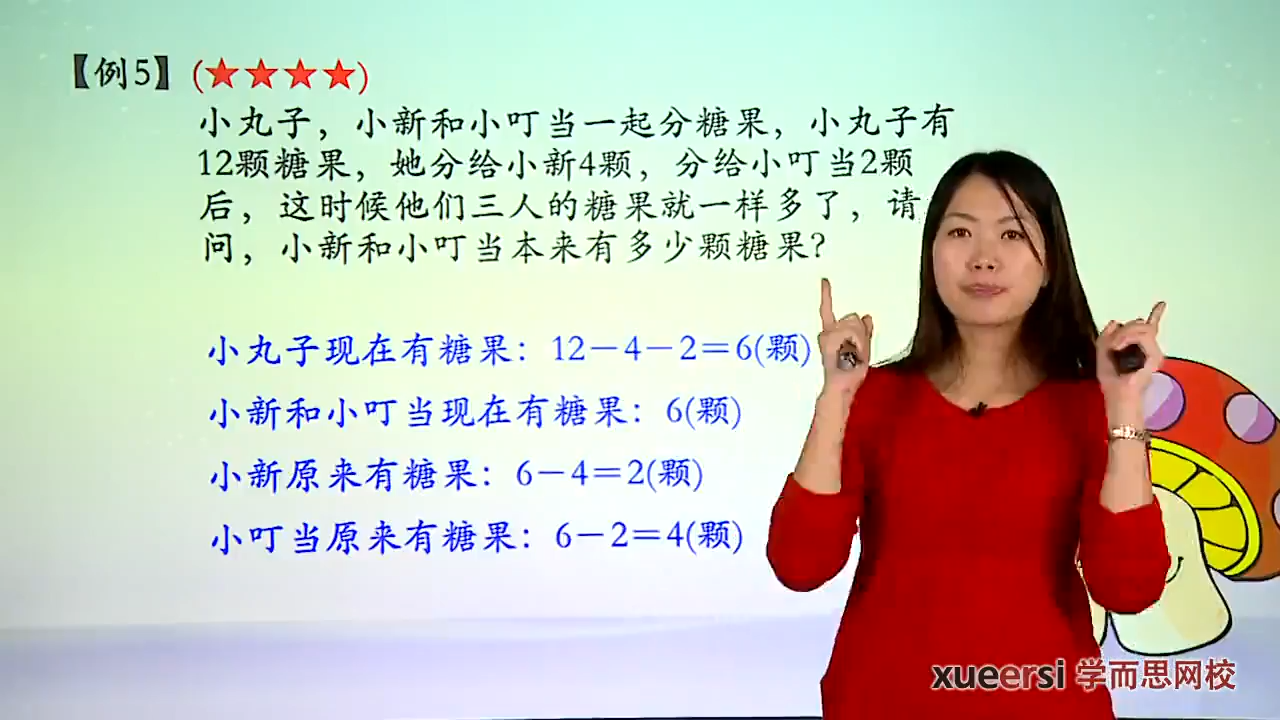 【例5】(★★★★)
小丸子，小新和小叮当一起分糖果，小丸子有
12颗糖果，她分给小新4颗，分给小叮当2颗
后，这时候他们三人的糖果就一样多了，请
问，小新和小叮当本来有多少颗糖果？
小丸子现在有糖果：12－4－2＝6(颗)
小新和小叮当现在有糖果：6(颗)
小新原来有糖果：6－4＝2(颗)
小叮当原来有糖果：6－2＝4(颗)
xueersi 学而思网校